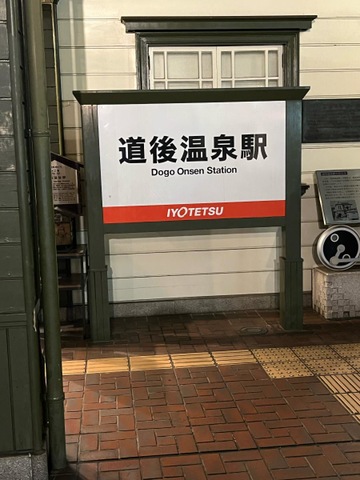 道後温泉駅
Dogo Onsen Station
IYOTETSU